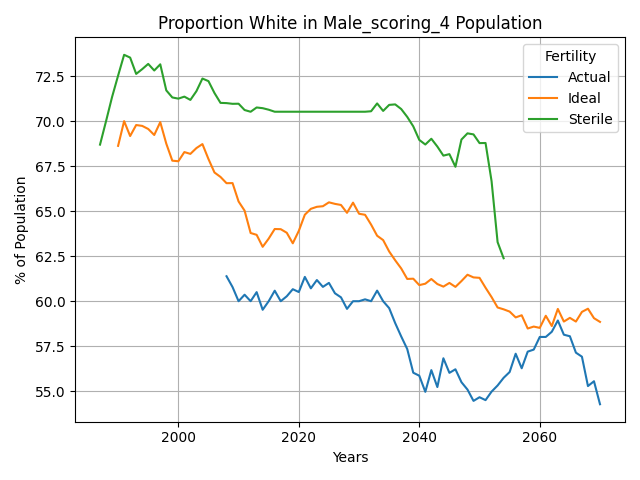 Proportion White in Male_scoring_4 Population
Fertility
Actual
Ideal
Sterile
% of Population
72.5
70.0
67.5
65.0
62.5
60.0
57.5
55.0
2000
2020
2040
2060
Years